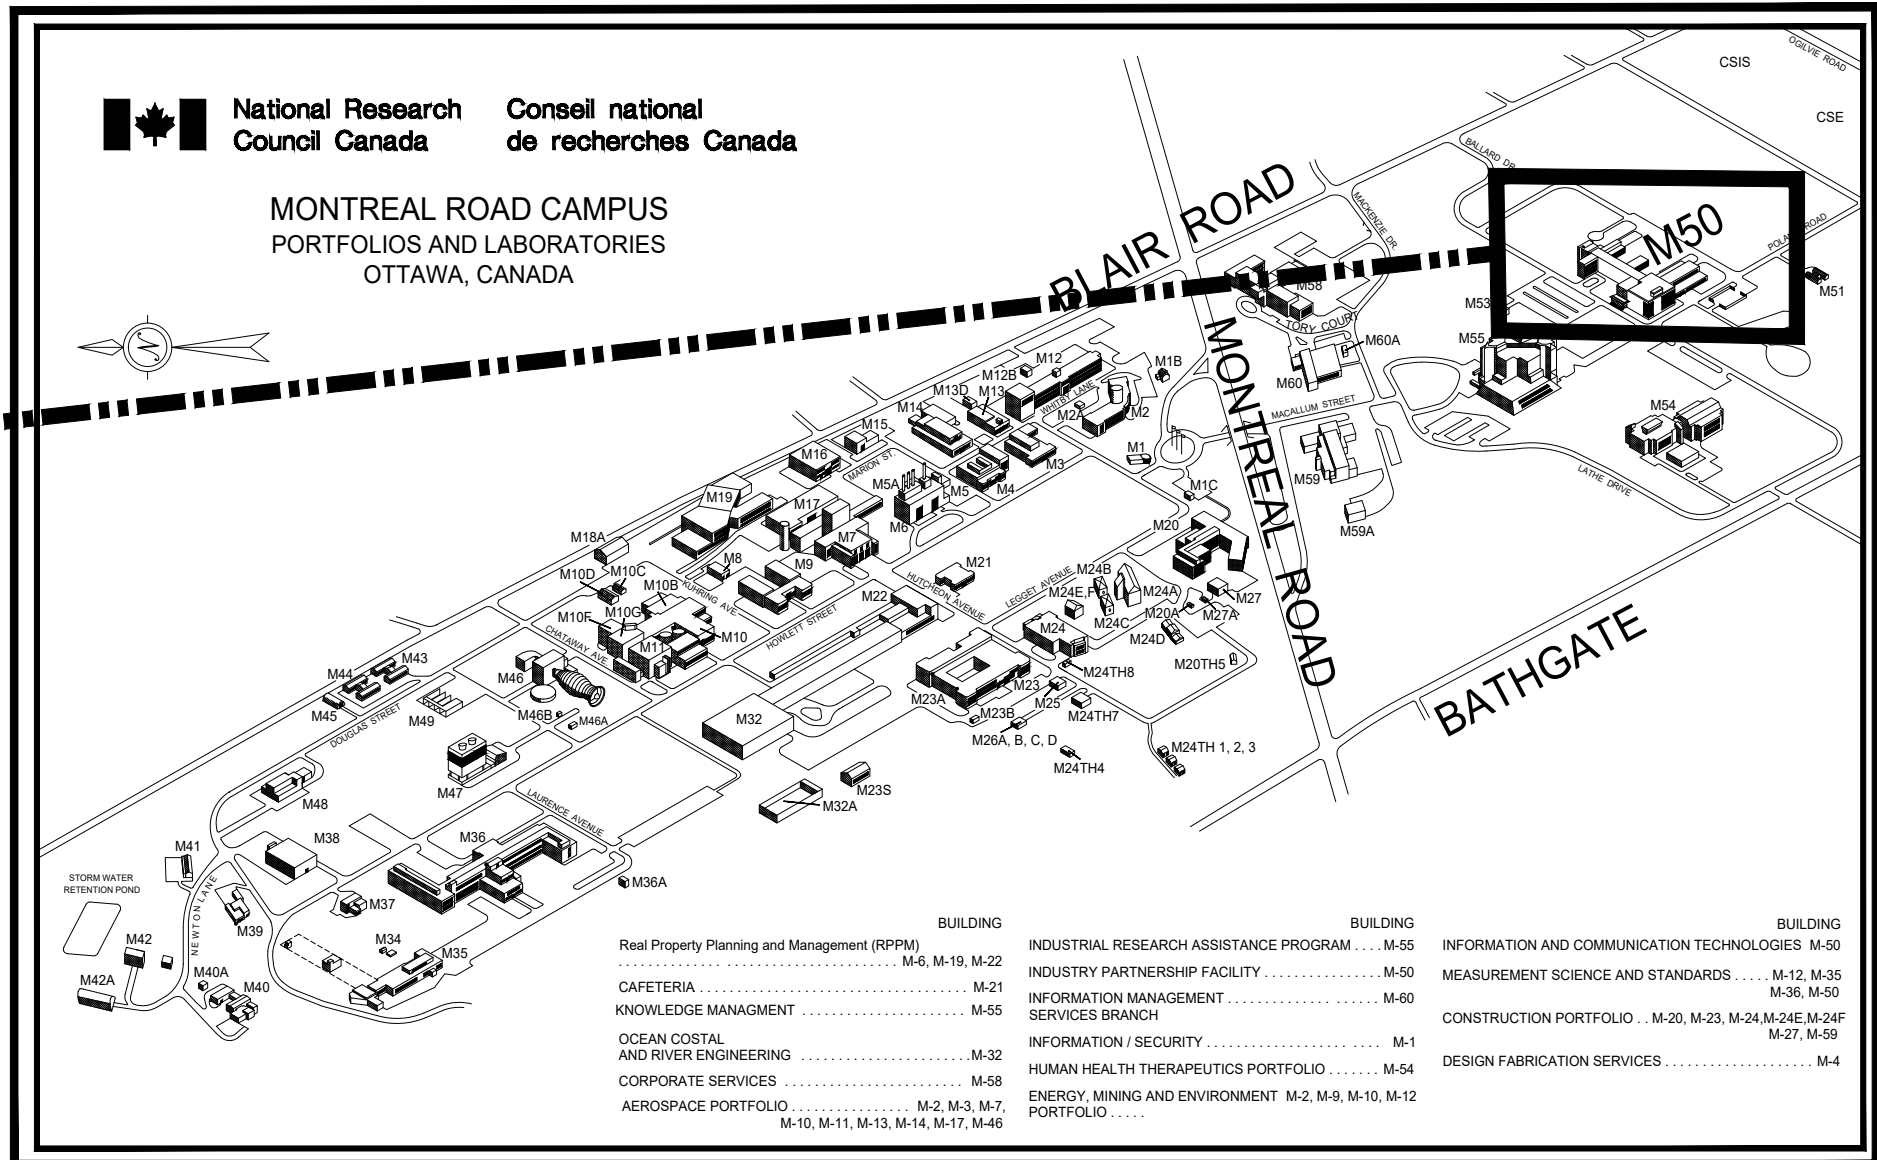 National Research Council Canada
Conseil national de recherches Canada
MONTREAL ROAD CAMPUS
PORTFOLIOS AND LABORATORIES
OTTAWA, CANADA
CSIS
OGILVIE ROAD
CSE
BALLARD DR.
BLAIR ROAD
MACKENZIE DR.
M50
M51
M53
M55
M58
TORY COURT
M60A
M60
MACALLUM STREET
MONTREAL ROAD
M54
LATHE DRIVE
M59
M59A
BATHGATE
M12
M12B
M1B
M13D
M13
WHITBY LANE
M2A
M2
M14
M15
M3
M1
M16
MARION ST.
M5A
M5
M4
M1C
M19
M17
M6
M20
M18A
M7
M8
M9
M21
M10D
M10C
M10B
KUHRING AVE.
HUTCHEON AVENUE
LEGGET AVENUE
M24B
M24E,F
M24A
M27
M22
M10F
M10G
M10
HOWLETT STREET
M20A
M27A
M24C
M24
M24D
CHATAWAY AVE.
M11
M20TH5
M43
M44
M46
M24TH8
M23A
M23
M25
M45
M49
M46B
M46A
M32
M23B
M24TH7
DOUGLAS STREET
M26A, B, C, D
M24TH 1, 2, 3
M24TH4
M47
M23S
M32A
M48
LAURENCE AVENUE
M38
M36
M41
STORM WATER
RETENTION POND
M36A
NEWTON LANE
M37
M39
M42
M34
M35
M40A
M42A
M40
BUILDING
Real Property Planning and Management (RPPM)
. . . . . . . . . . . . . . . . . . . . . . . . . . . . . . . . . . . . M-6, M-19, M-22
CAFETERIA . . . . . . . . . . . . . . . . . . . . . . . . . . . . . . . . . . . . M-21
KNOWLEDGE MANAGMENT . . . . . . . . . . . . . . . . . . . . . . M-55
OCEAN COSTAL
AND RIVER ENGINEERING . . . . . . . . . . . . . . . . . . . . . . . M-32
CORPORATE SERVICES . . . . . . . . . . . . . . . . . . . . . . . . M-58
AEROSPACE PORTFOLIO . . . . . . . . . . . . . . . . M-2, M-3, M-7,
M-10, M-11, M-13, M-14, M-17, M-46
BUILDING
INDUSTRIAL RESEARCH ASSISTANCE PROGRAM . . . . M-55
INDUSTRY PARTNERSHIP FACILITY . . . . . . . . . . . . . . . . M-50
INFORMATION MANAGEMENT . . . . . . . . . . . . . . . . . . . . M-60
SERVICES BRANCH
INFORMATION / SECURITY . . . . . . . . . . . . . . . . . . . . . . . M-1
HUMAN HEALTH THERAPEUTICS PORTFOLIO . . . . . . . M-54
ENERGY, MINING AND ENVIRONMENT M-2, M-9, M-10, M-12
PORTFOLIO . . . . .
BUILDING
INFORMATION AND COMMUNICATION TECHNOLOGIES M-50
MEASUREMENT SCIENCE AND STANDARDS . . . . . M-12, M-35
M-36, M-50
CONSTRUCTION PORTFOLIO . . M-20, M-23, M-24,M-24E,M-24F
M-27, M-59
DESIGN FABRICATION SERVICES . . . . . . . . . . . . . . . . . . . . M-4